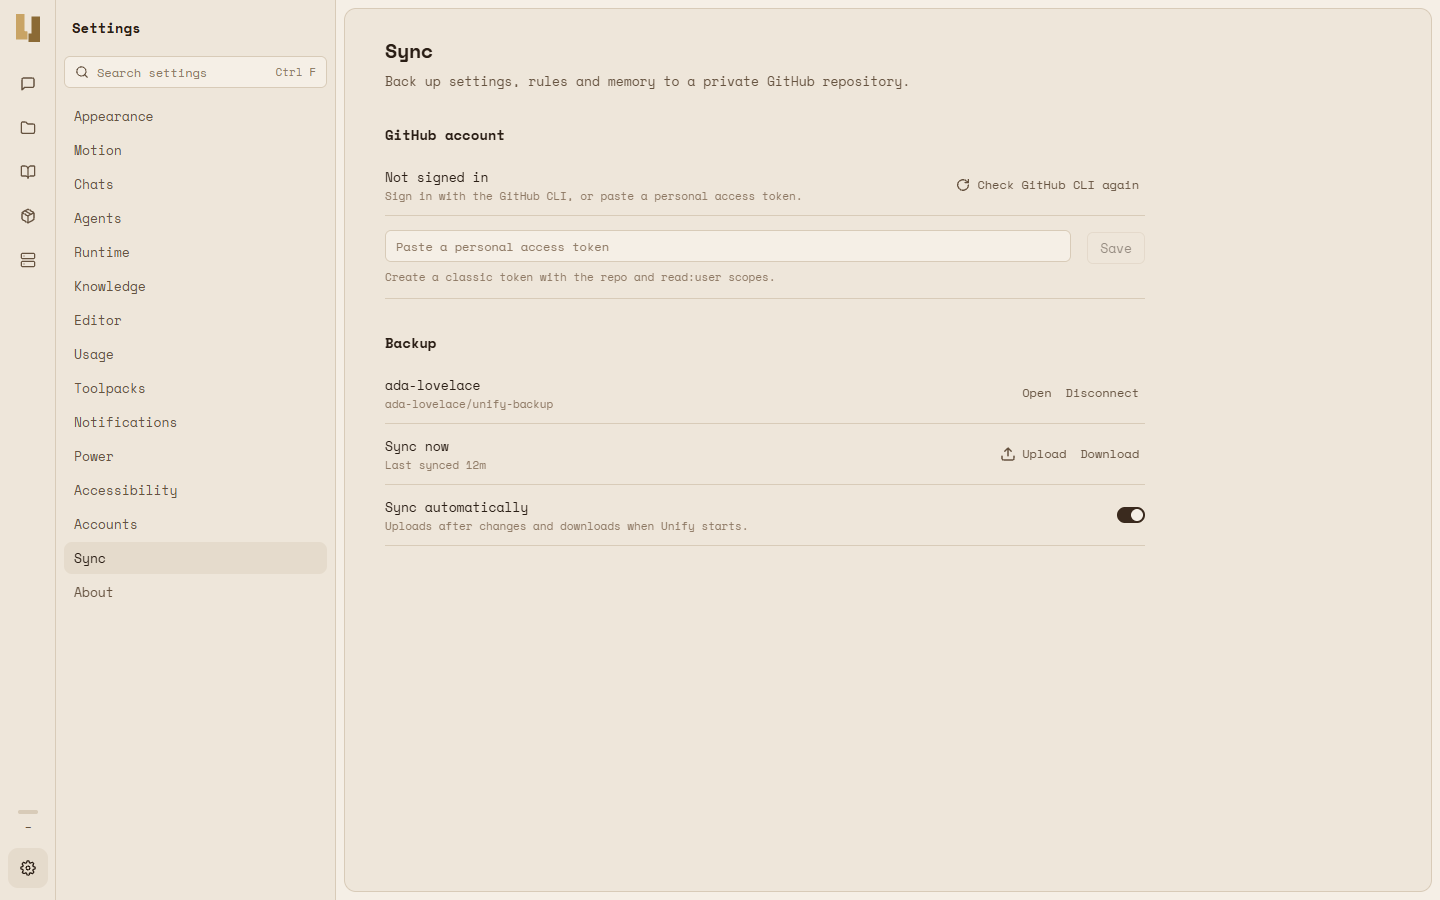 Settings
Search settings Ctrl F
Appearance
Motion
Chats
Agents
Runtime
Knowledge
Editor
Usage
Toolpacks
Notifications
Power
Accessibility
Accounts
Sync
About
–
Sync
Back up settings, rules and memory to a private GitHub repository.
GitHub account
Not signed in
Sign in with the GitHub CLI, or paste a personal access token.
Check GitHub CLI again
Paste a personal access token
Save
Create a classic token with the repo and read:user scopes.
Backup
ada-lovelace
ada-lovelace/unify-backup
Open Disconnect
Sync now
Last synced 12m
Upload Download
Sync automatically
Uploads after changes and downloads when Unify starts.